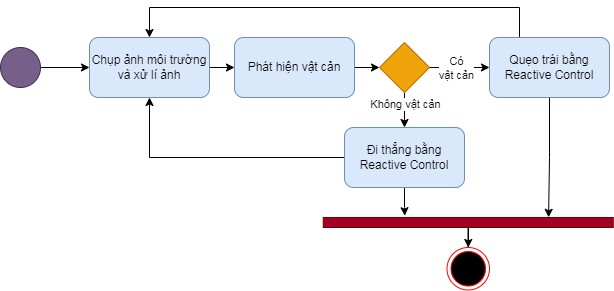 Chụp ảnh môi trường
và xử lí ảnh
Phát hiện vật cản
Có
vật cản
Quẹo trái bằng
Reactive Control
Không vật cản
Đi thẳng bằng
Reactive Control